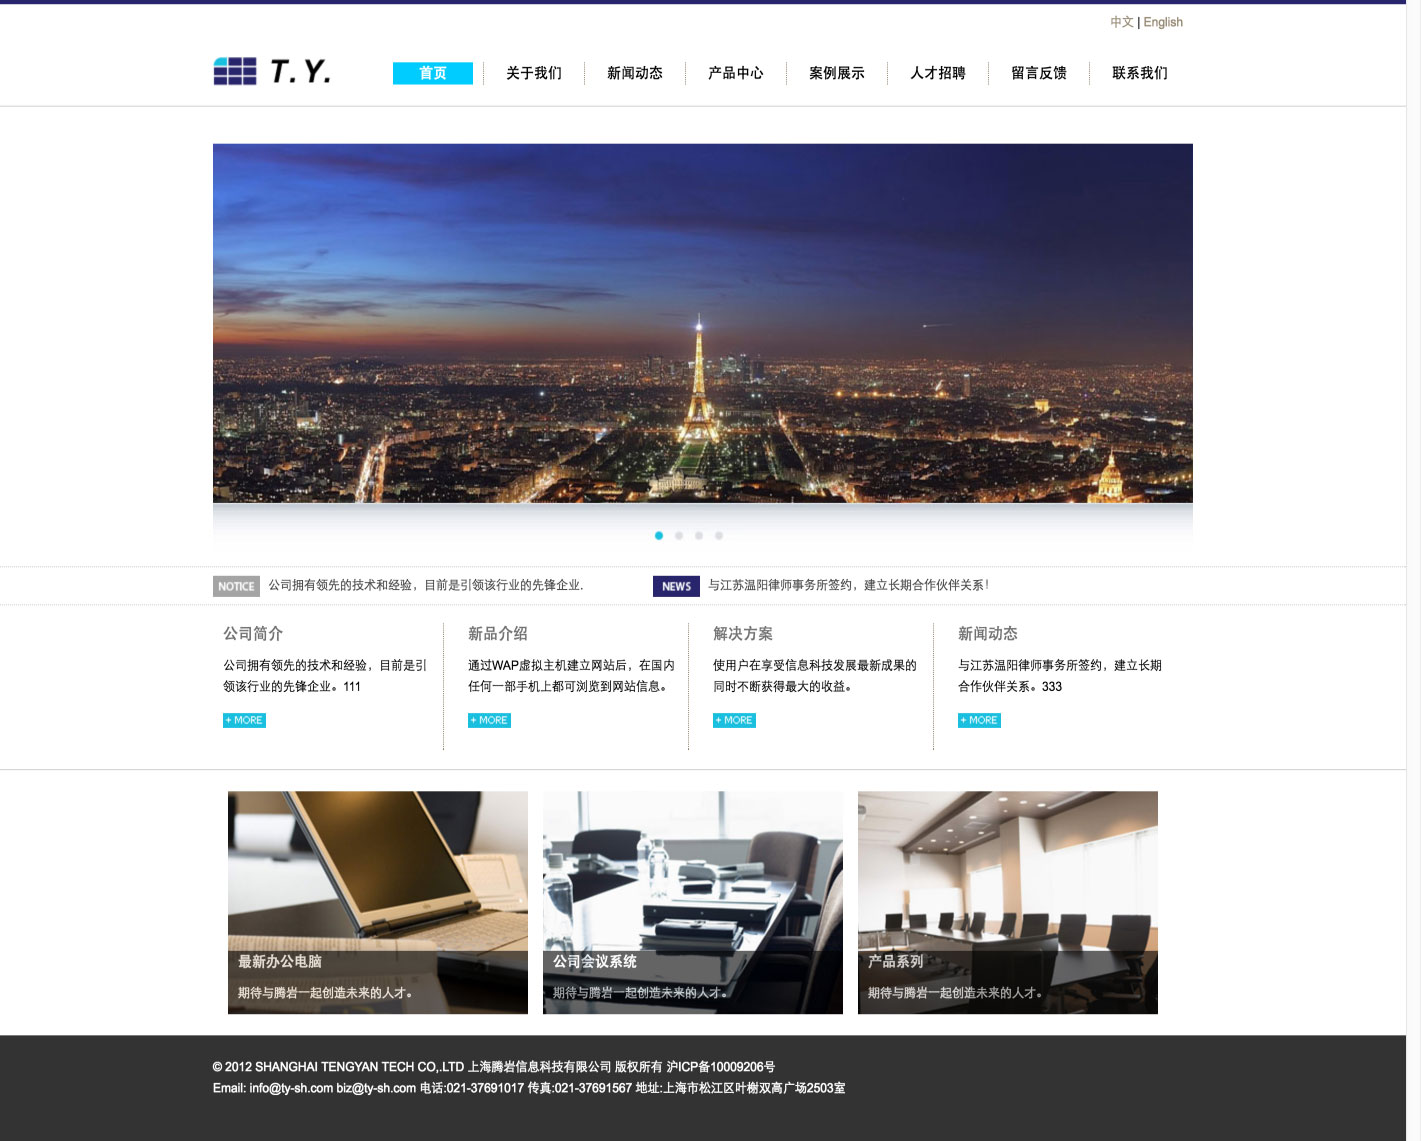 中文 | English
T.Y.
首页 关于我们 新闻动态 产品中心 案例展示 人才招聘 留言反馈 联系我们
NOTICE 公司拥有领先的技术和经验，目前是引领该行业的先锋企业.
NEWS 与江苏温阳律师事务所签约，建立长期合作伙伴关系！
公司简介
公司拥有领先的技术和经验，目前是引
领该行业的先锋企业。111
+ MORE
新品介绍
通过WAP虚拟主机建立网站后，在国内
任何一部手机上都可浏览到网站信息。
+ MORE
解决方案
使用户在享受信息科技发展最新成果的
同时不断获得最大的收益。
+ MORE
新闻动态
与江苏温阳律师事务所签约，建立长期
合作伙伴关系。333
+ MORE
最新办公电脑
期待与腾岩一起创造未来的人才。
公司会议系统
期待与腾岩一起创造未来的人才。
产品系列
期待与腾岩一起创造未来的人才。
© 2012 SHANGHAI TENGYAN TECH CO,.LTD 上海腾岩信息科技有限公司 版权所有 沪ICP备10009206号
Email: info@ty-sh.com biz@ty-sh.com 电话:021-37691017 传真:021-37691567 地址:上海市松江区叶榭双高广场2503室